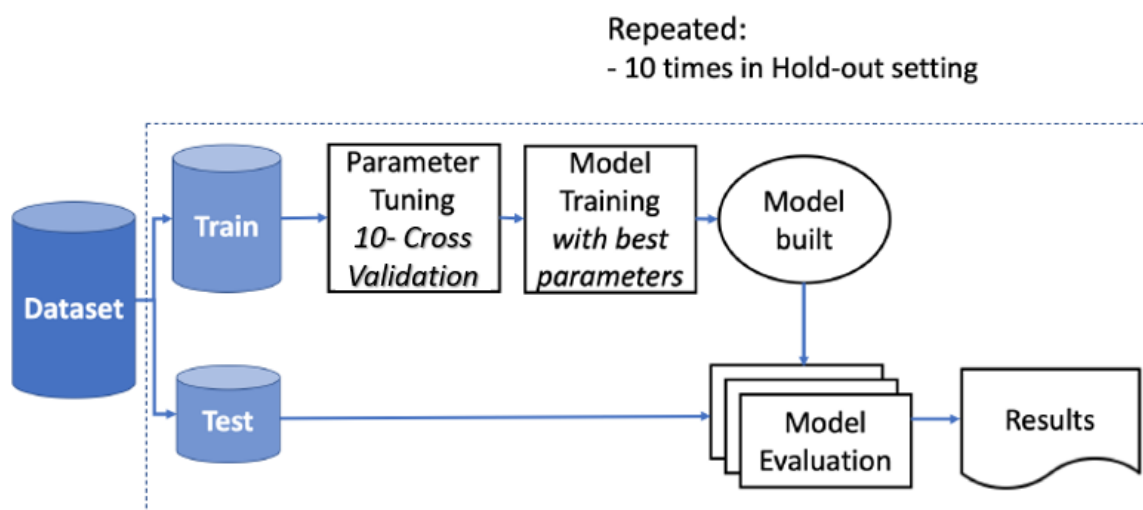 Repeated:
- 10 times in Hold-out setting
Dataset
Train
Parameter
Tuning
10- Cross
Validation
Model
Training
with best
parameters
Model
built
Test
Model
Evaluation
Results